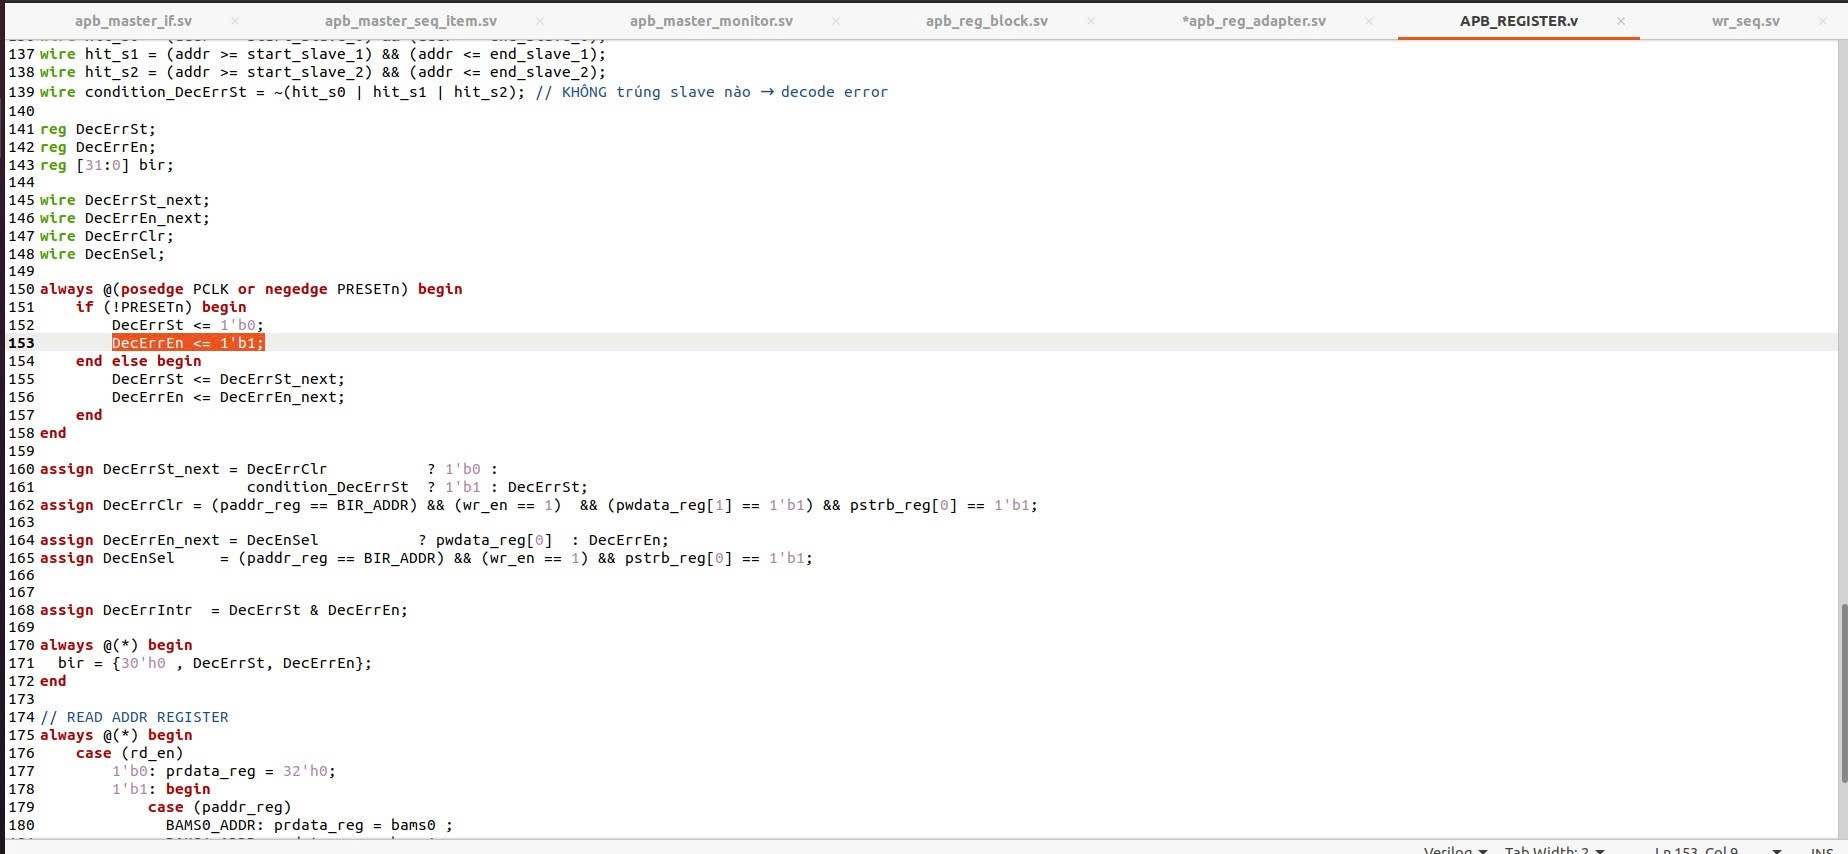 apb_master_if.sv × apb_master_seq_item.sv × apb_master_monitor.sv × apb_reg_block.sv × *apb_reg_adapter.sv × APB_REGISTER.v × wr_seq.sv ×
137 wire hit_s1 = (addr >= start_slave_1) && (addr <= end_slave_1);
138 wire hit_s2 = (addr >= start_slave_2) && (addr <= end_slave_2);
139 wire condition_DecErrSt = ~(hit_s0 | hit_s1 | hit_s2); // KHÔNG trúng slave nào → decode error
140
141 reg DecErrSt;
142 reg DecErrEn;
143 reg [31:0] bir;
144
145 wire DecErrSt_next;
146 wire DecErrEn_next;
147 wire DecErrClr;
148 wire DecEnSel;
149
150 always @(posedge PCLK or negedge PRESETn) begin
151     if (!PRESETn) begin
152         DecErrSt <= 1'b0;
153         DecErrEn <= 1'b1;
154     end else begin
155         DecErrSt <= DecErrSt_next;
156         DecErrEn <= DecErrEn_next;
157     end
158 end
159
160 assign DecErrSt_next = DecErrClr           ? 1'b0 :
161                        condition_DecErrSt  ? 1'b1 : DecErrSt;
162 assign DecErrClr = (paddr_reg == BIR_ADDR) && (wr_en == 1)  && (pwdata_reg[1] == 1'b1) && pstrb_reg[0] == 1'b1;
163
164 assign DecErrEn_next = DecEnSel           ? pwdata_reg[0]  : DecErrEn;
165 assign DecEnSel     = (paddr_reg == BIR_ADDR) && (wr_en == 1) && pstrb_reg[0] == 1'b1;
166
167
168 assign DecErrIntr  = DecErrSt & DecErrEn;
169
170 always @(*) begin
171   bir = {30'h0 , DecErrSt, DecErrEn};
172 end
173
174 // READ ADDR REGISTER
175 always @(*) begin
176     case (rd_en)
177         1'b0: prdata_reg = 32'h0;
178         1'b1: begin
179             case (paddr_reg)
180               BAMS0_ADDR: prdata_reg = bams0 ;
Verilog Tab Width: 2 Ln 153, Col 9 INS